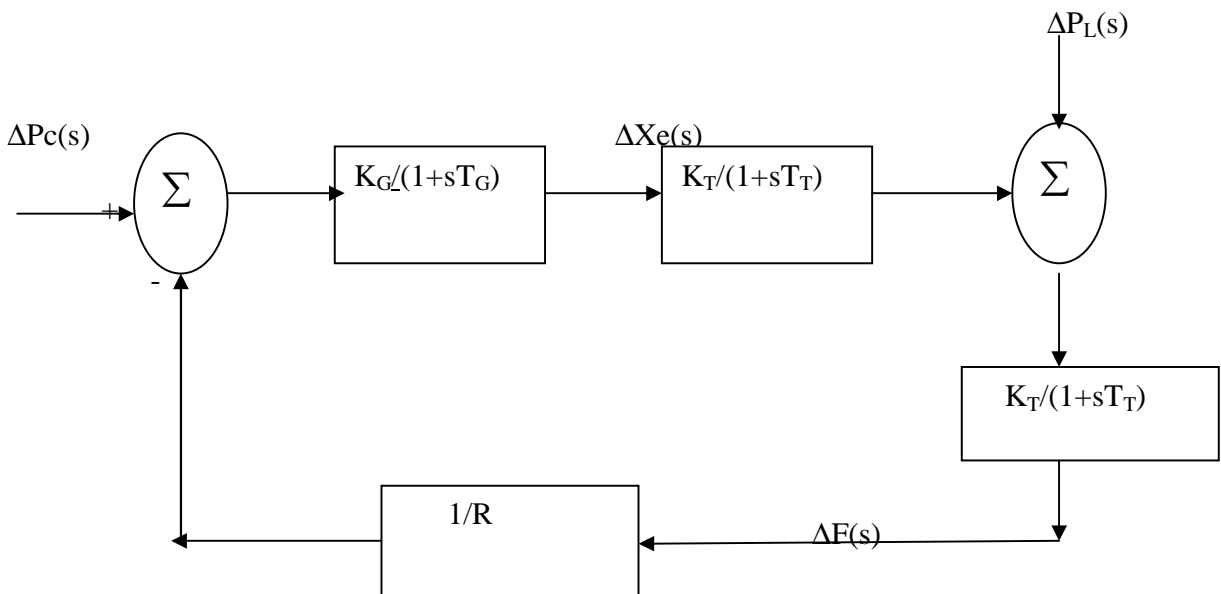 ΔP_L(s)
ΔPc(s)
ΔXe(s)
Σ
K_G/(1+sT_G)
K_T/(1+sT_T)
Σ
+
-
K_T/(1+sT_T)
1/R
ΔF(s)